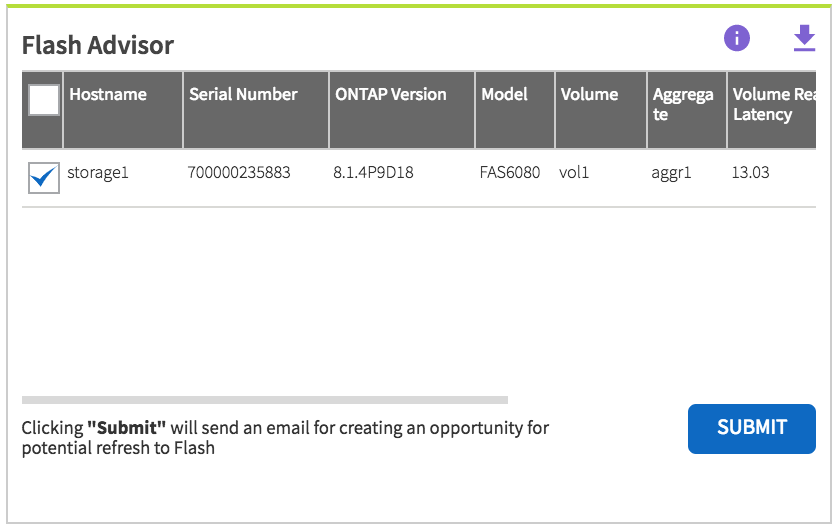 Flash Advisor
Hostname Serial Number ONTAP Version Model Volume Aggrega Volume Rea
te Latency
storage1 700000235883 8.1.4P9D18 FAS6080 vol1 aggr1 13.03
Clicking "Submit" will send an email for creating an opportunity for
potential refresh to Flash
SUBMIT